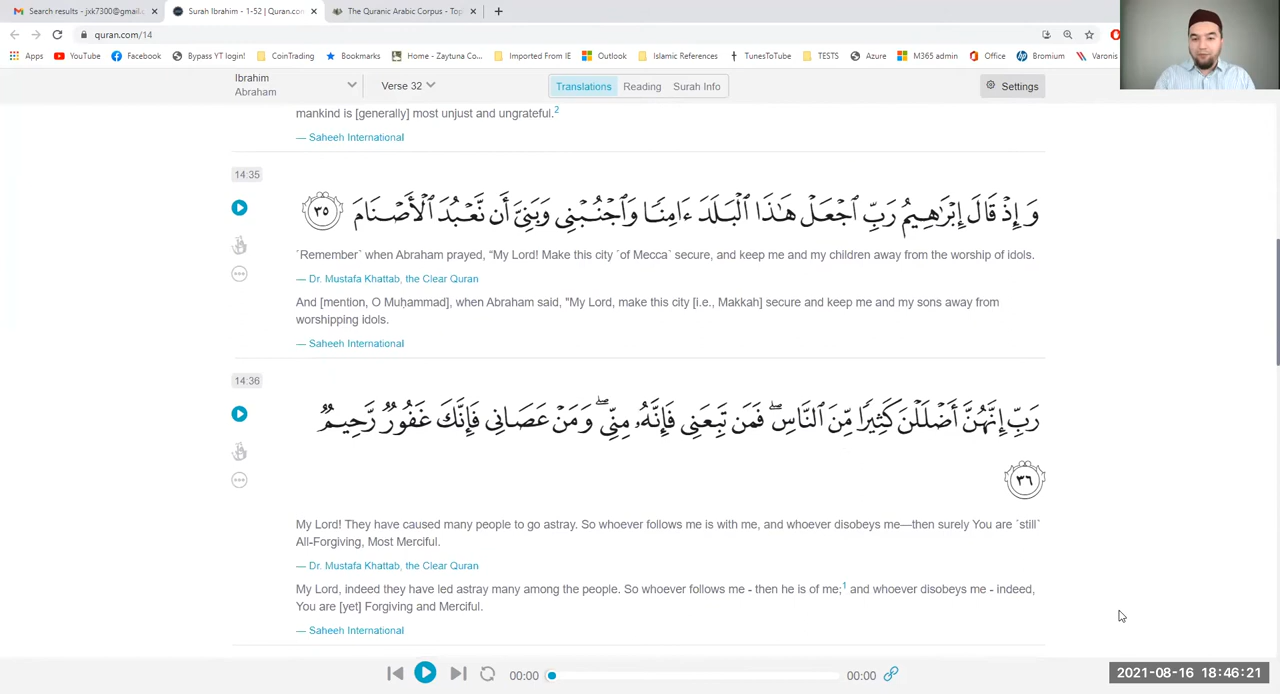 Search results - jxk7300@gmail.c
Surah Ibrahim - 1-52 | Quran.com
The Quranic Arabic Corpus - Top
quran.com/14
Apps
YouTube
Facebook
Bypass YT login!
CoinTrading
Bookmarks
Home - Zaytuna Co...
Imported From IE
Outlook
Islamic References
TunesToTube
TESTS
Azure
M365 admin
Office
Bromium
Varonis
Ibrahim
Abraham
Verse 32
Translations
Reading
Surah Info
Settings
mankind is [generally] most unjust and ungrateful.2
— Saheeh International
14:35
وَإِذْ قَالَ إِبْرَٰهِيمُ رَبِّ ٱجْعَلْ هَـٰذَا ٱلْبَلَدَ ءَامِنًا وَٱجْنُبْنِى وَبَنِىَّ أَن نَّعْبُدَ ٱلْأَصْنَامَ ٣٥
´Remember` when Abraham prayed, “My Lord! Make this city ´of Mecca` secure, and keep me and my children away from the worship of idols.
— Dr. Mustafa Khattab, the Clear Quran
And [mention, O Muḥammad], when Abraham said, "My Lord, make this city [i.e., Makkah] secure and keep me and my sons away from
worshipping idols.
— Saheeh International
14:36
رَبِّ إِنَّهُنَّ أَضْلَلْنَ كَثِيرًا مِّنَ ٱلنَّاسِ ۖ فَمَن تَبِعَنِى فَإِنَّهُۥ مِنِّى ۖ وَمَنْ عَصَانِى فَإِنَّكَ غَفُورٌ رَّحِيمٌ
٣٦
My Lord! They have caused many people to go astray. So whoever follows me is with me, and whoever disobeys me—then surely You are ´still`
All-Forgiving, Most Merciful.
— Dr. Mustafa Khattab, the Clear Quran
My Lord, indeed they have led astray many among the people. So whoever follows me - then he is of me;1 and whoever disobeys me - indeed,
You are [yet] Forgiving and Merciful.
— Saheeh International
00:00
00:00
2021-08-16 18:46:21